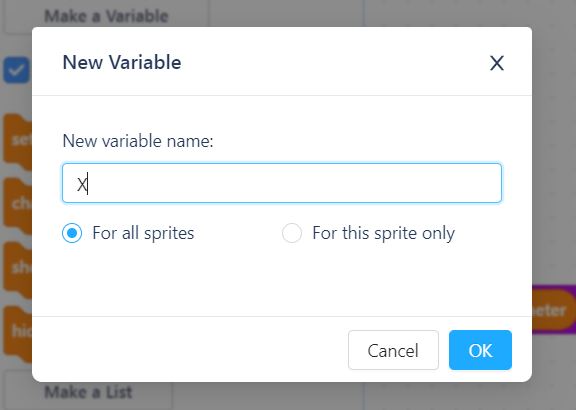 Make a Variable
New Variable
X
New variable name:
X
For all sprites
For this sprite only
Cancel
OK
Make a List